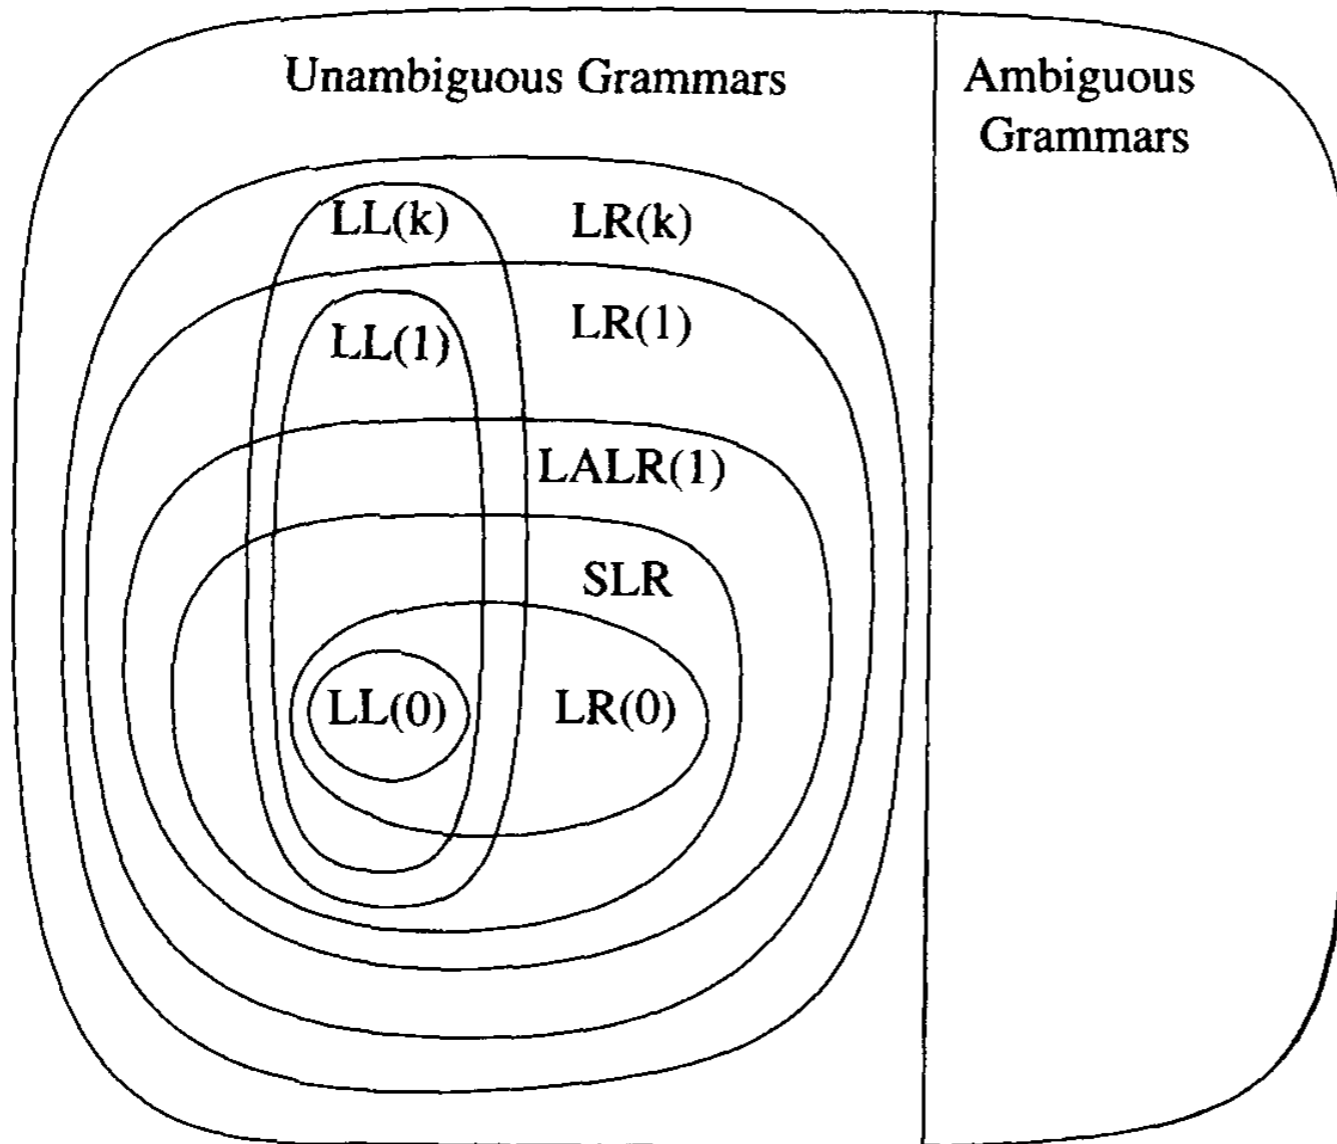 Unambiguous Grammars
Ambiguous
Grammars
LL(k)
LR(k)
LL(1)
LR(1)
LALR(1)
SLR
LL(0)
LR(0)